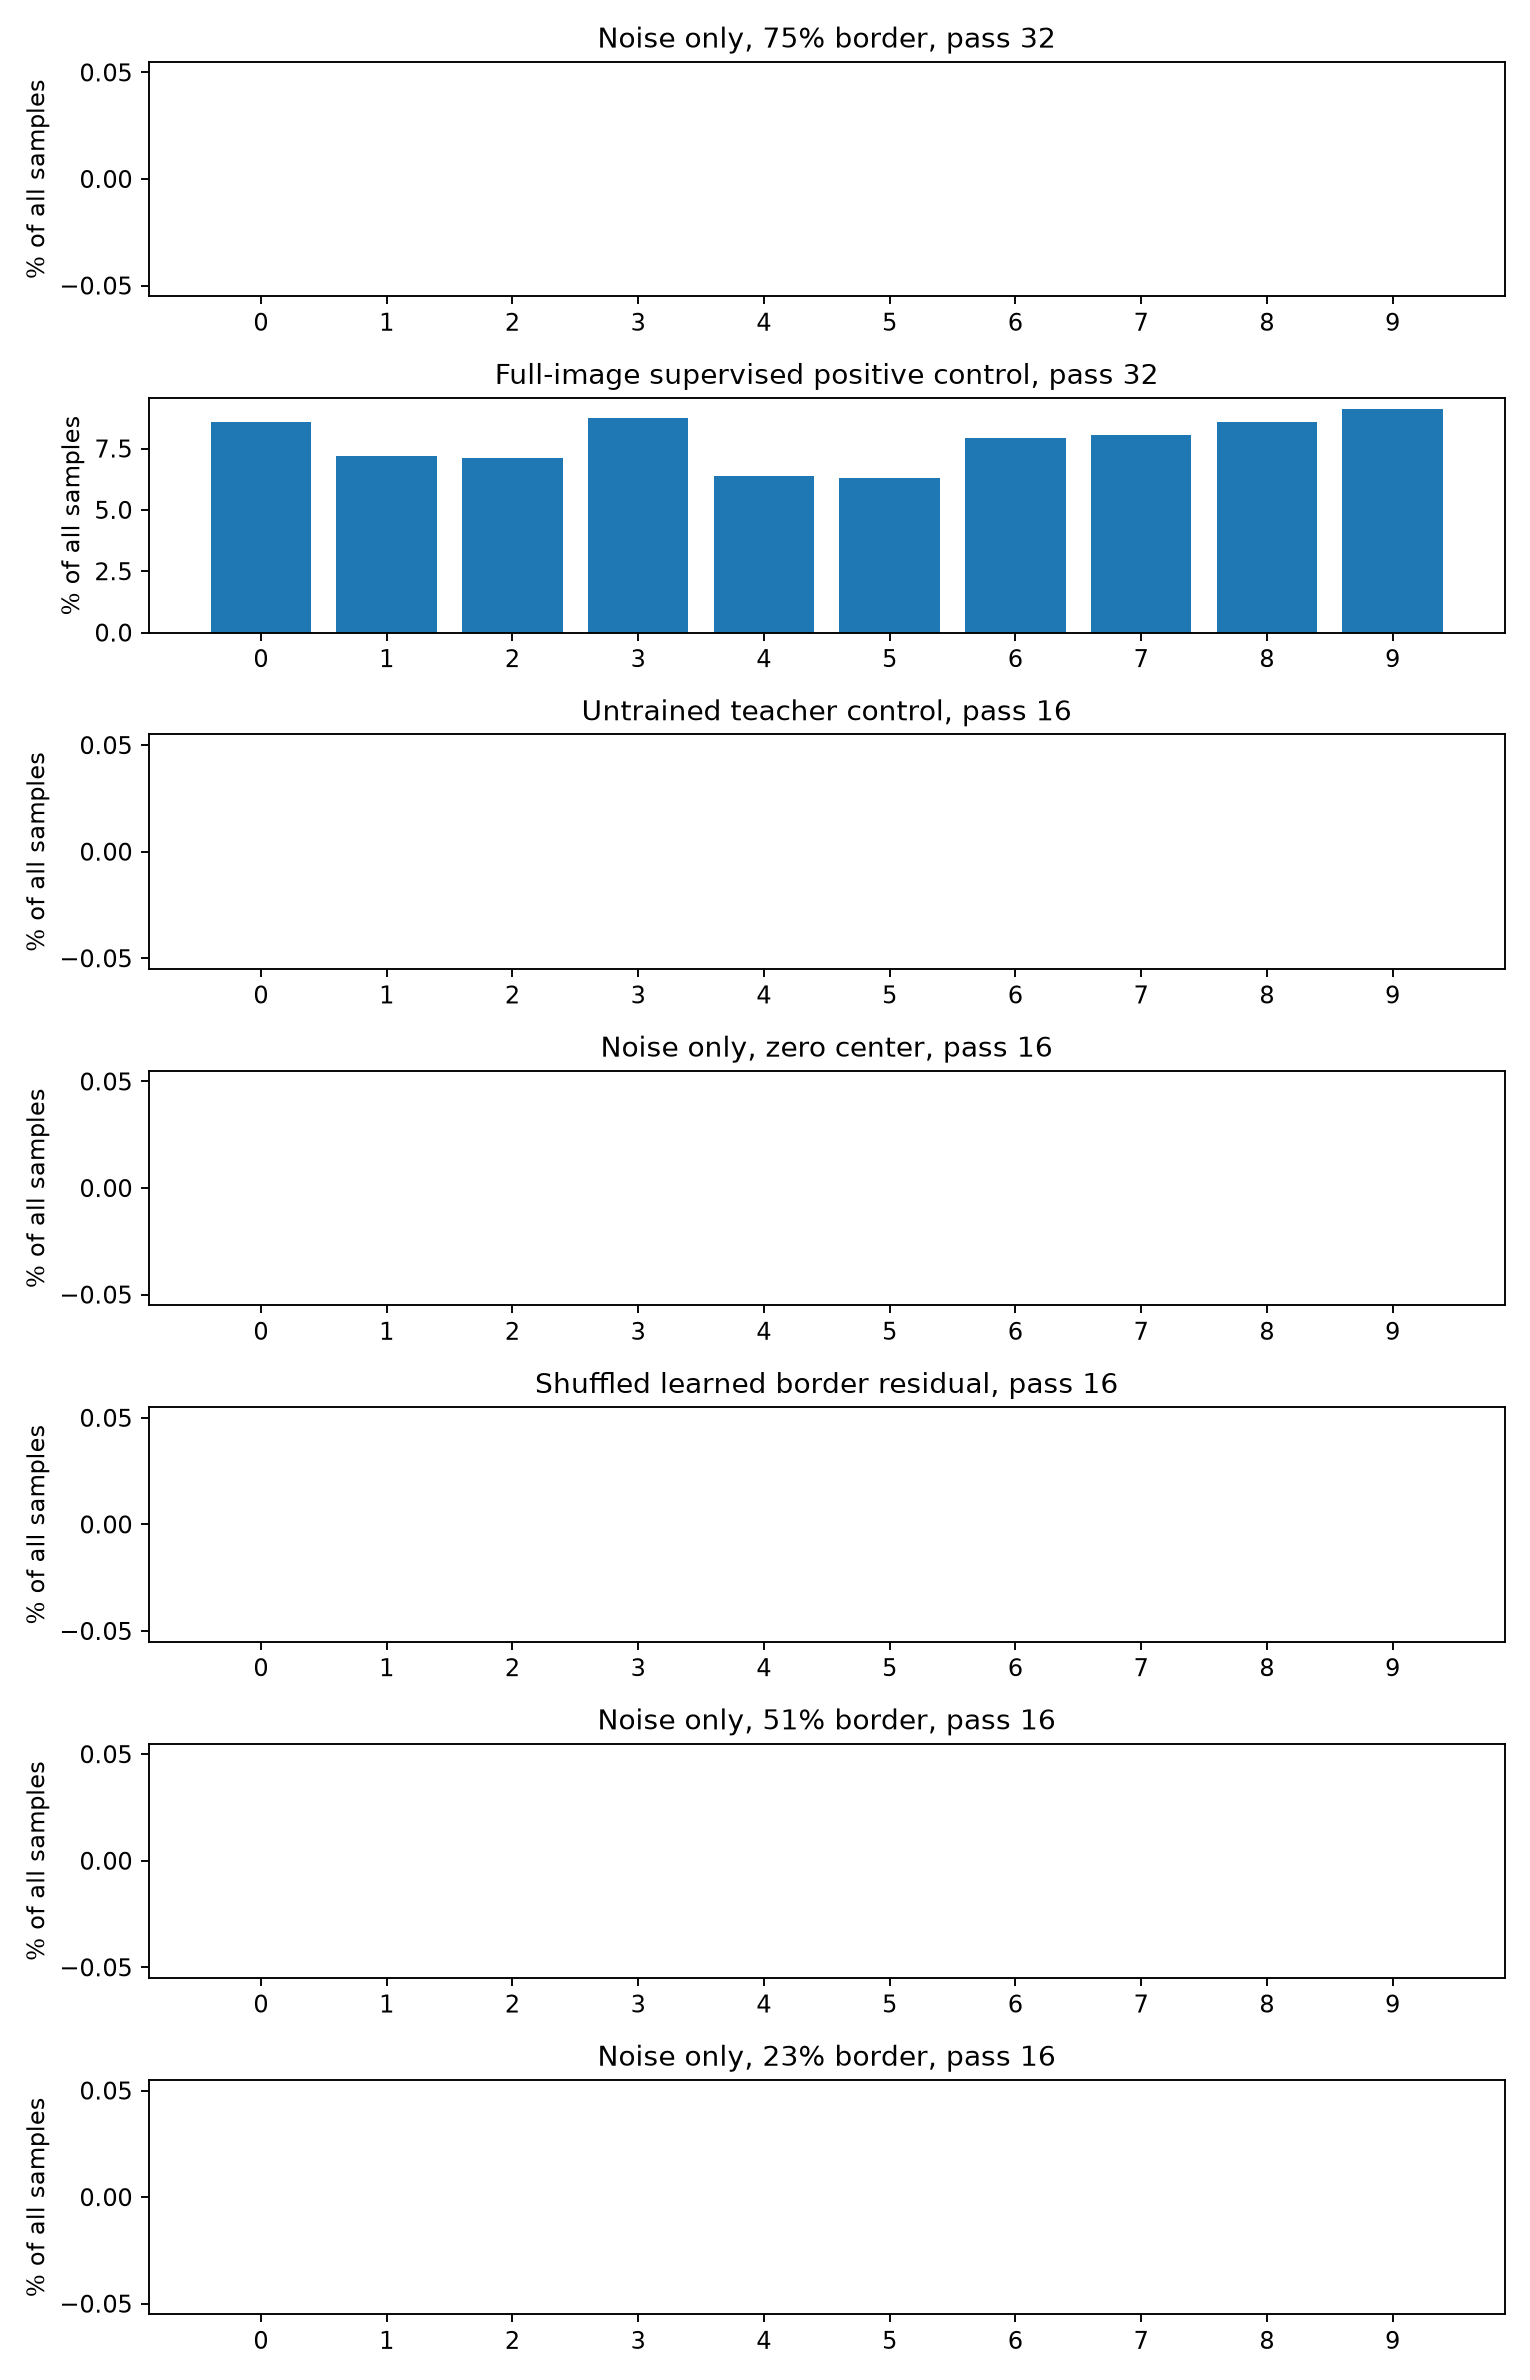 Noise only, 75% border, pass 32
% of all samples
0.05
0.00
−0.05
0 1 2 3 4 5 6 7 8 9
Full-image supervised positive control, pass 32
% of all samples
7.5
5.0
2.5
0.0
0 1 2 3 4 5 6 7 8 9
Untrained teacher control, pass 16
% of all samples
0.05
0.00
−0.05
0 1 2 3 4 5 6 7 8 9
Noise only, zero center, pass 16
% of all samples
0.05
0.00
−0.05
0 1 2 3 4 5 6 7 8 9
Shuffled learned border residual, pass 16
% of all samples
0.05
0.00
−0.05
0 1 2 3 4 5 6 7 8 9
Noise only, 51% border, pass 16
% of all samples
0.05
0.00
−0.05
0 1 2 3 4 5 6 7 8 9
Noise only, 23% border, pass 16
% of all samples
0.05
0.00
−0.05
0 1 2 3 4 5 6 7 8 9